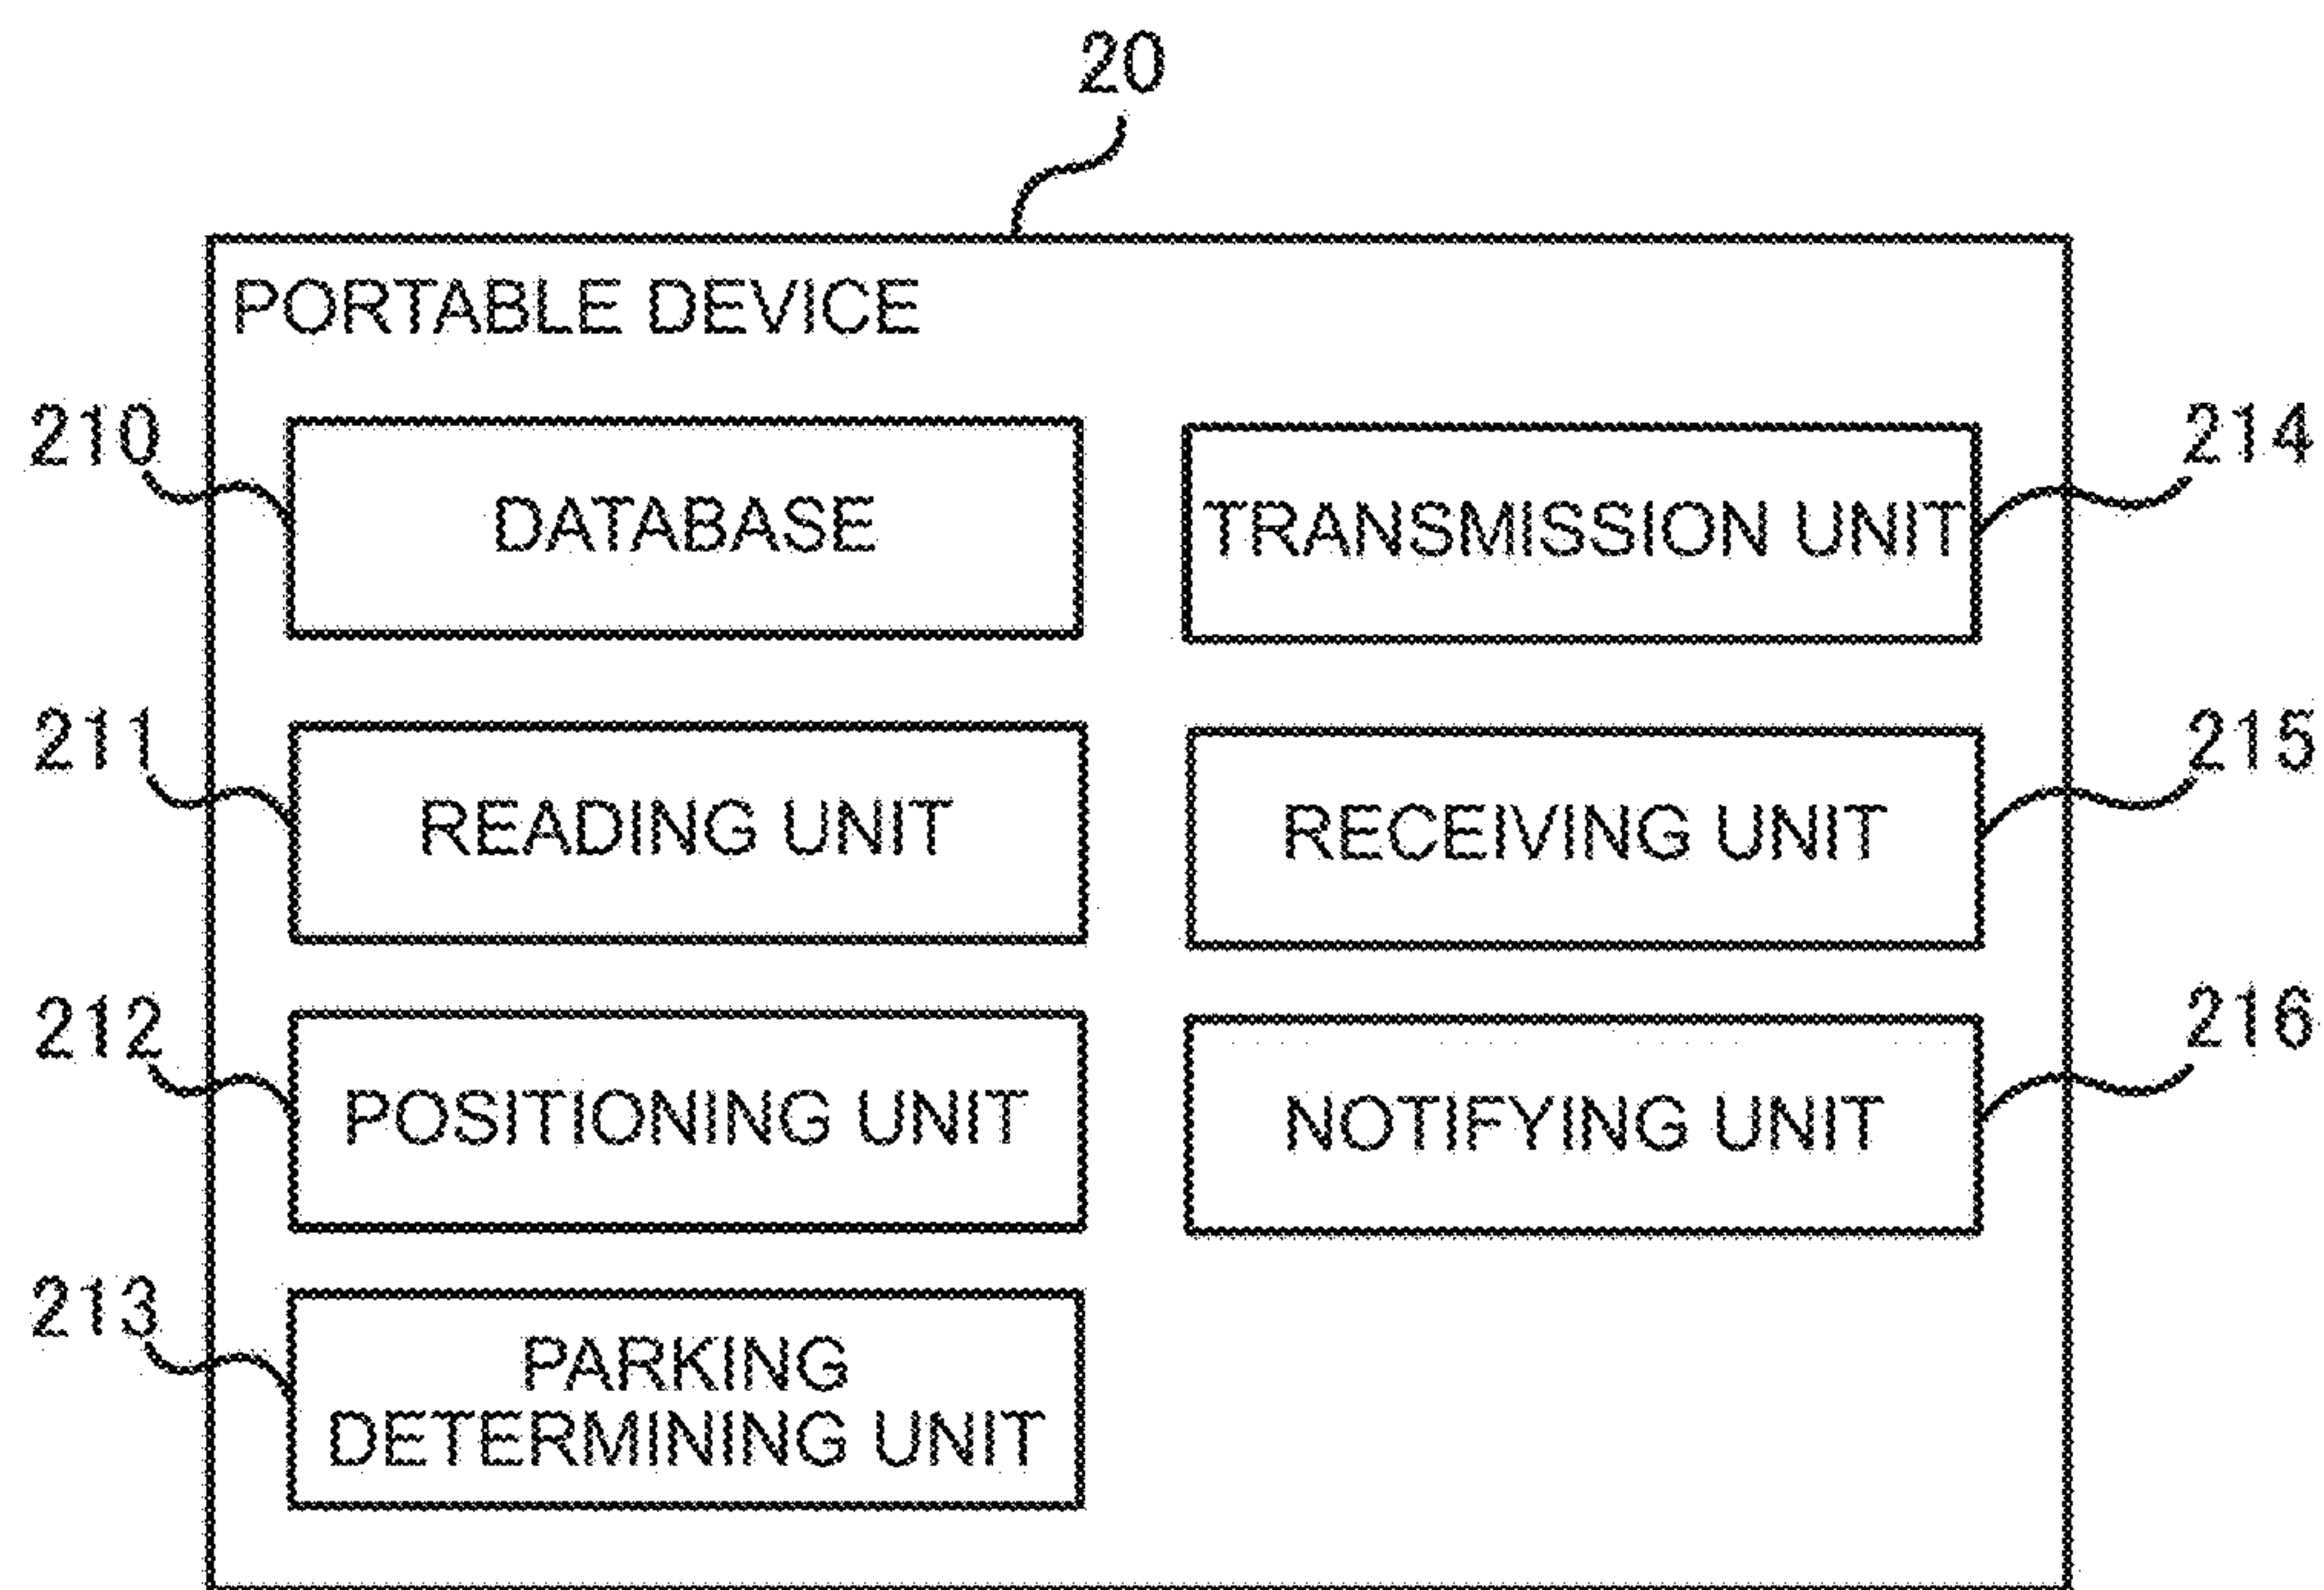 20
PORTABLE DEVICE
210
DATABASE
TRANSMISSION UNIT
214
211
READING UNIT
RECEIVING UNIT
215
212
POSITIONING UNIT
NOTIFYING UNIT
216
213
PARKING
DETERMINING UNIT